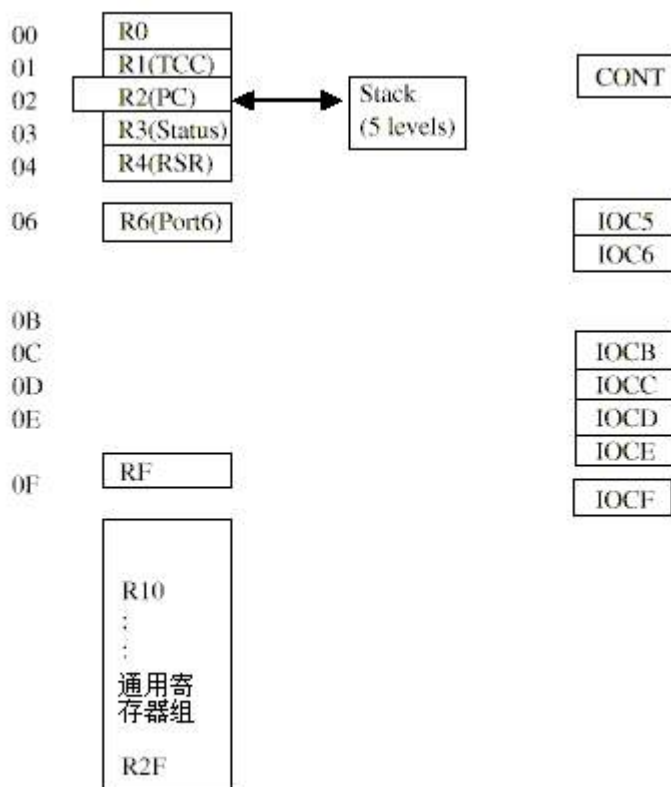 00 R0
01 R1(TCC) CONT
02 R2(PC) Stack
03 R3(Status) (5 levels)
04 R4(RSR)
06 R6(Port6) IOC5
IOC6
0B
0C IOCB
0D IOCC
0E IOCD
IOCE
0F RF IOCF
R10
:
:
通用寄
存器组
R2F